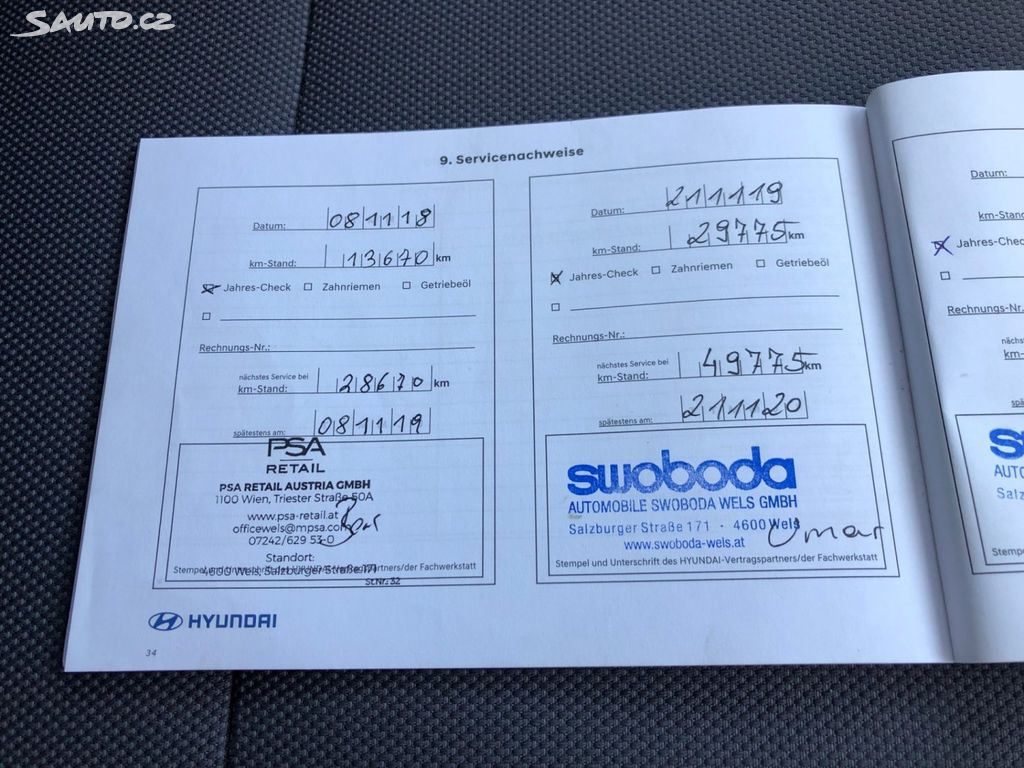 SAUTO.CZ
9. Servicenachweise
Datum: 08 11 18
km-Stand: 13670 km
Jahres-Check Zahnriemen Getriebeöl
Rechnungs-Nr.:
nächstes Service bei
km-Stand: 28670 km
spätestens am: 08 11 19
PSA
RETAIL
PSA RETAIL AUSTRIA GMBH
1100 Wien, Triester Straße 50A
www.psa-retail.at
officewels@mpsa.com
07242/629 53-0
Standort:
4600 Wels, Salzburger Straße 171
Stempel und Unterschrift des HYUNDAI-Vertragspartners/der Fachwerkstatt
St.Nr.: 32
Datum: 21 11 19
km-Stand: 29775 km
Jahres-Check Zahnriemen Getriebeöl
Rechnungs-Nr.:
nächstes Service bei
km-Stand: 49775 km
spätestens am: 21 11 20
swoboda
AUTOMOBILE SWOBODA WELS GMBH
Salzburger Straße 171 · 4600 Wels
www.swoboda-wels.at
Omar
Stempel und Unterschrift des HYUNDAI-Vertragspartners/der Fachwerkstatt
HYUNDAI
34
Datum:
km-Stand:
Jahres-Check
Rechnungs-Nr.